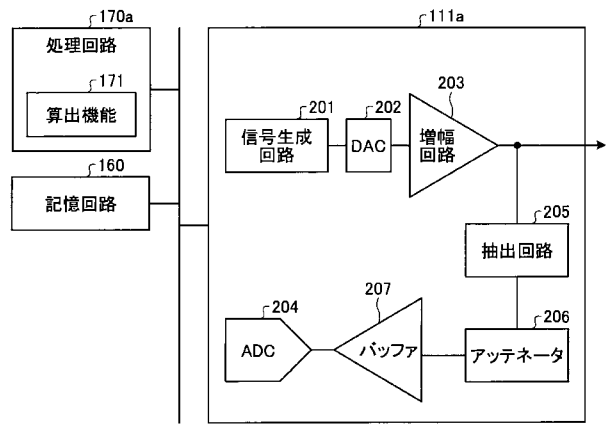 170a
処理回路
171
算出機能
160
記憶回路
111a
201
信号生成
回路
202
DAC
203
増幅
回路
205
抽出回路
206
アッテネータ
207
バッファ
204
ADC